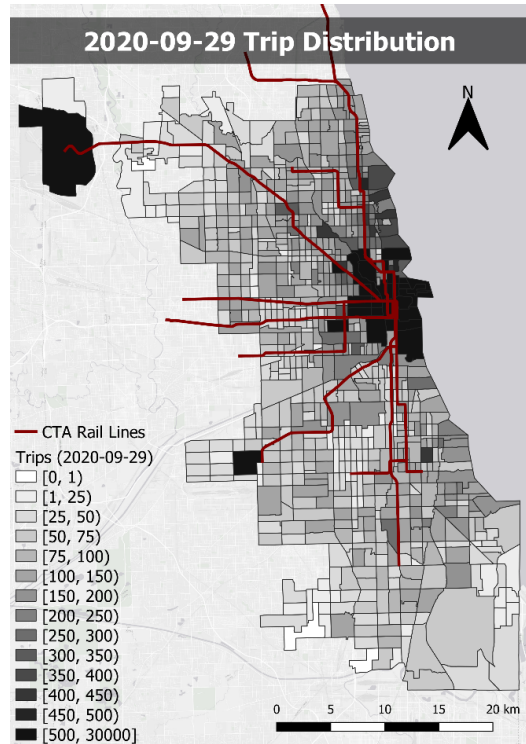 2020-09-29 Trip Distribution
N
CTA Rail Lines
Trips (2020-09-29)
[0, 1)
[1, 25)
[25, 50)
[50, 75)
[75, 100)
[100, 150)
[150, 200)
[200, 250)
[250, 300)
[300, 350)
[350, 400)
[400, 450)
[450, 500)
[500, 30000]
0 5 10 15 20 km